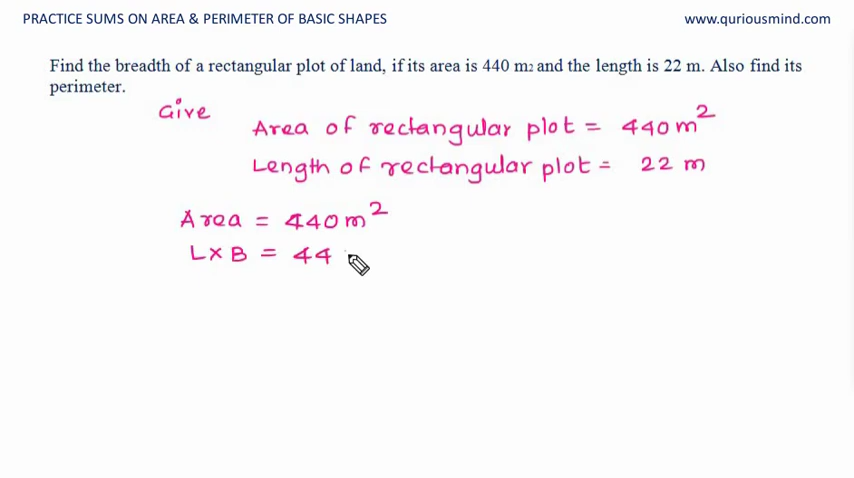 PRACTICE SUMS ON AREA & PERIMETER OF BASIC SHAPES
www.quriousmind.com
Find the breadth of a rectangular plot of land, if its area is 440 m2 and the length is 22 m. Also find its
perimeter.
Give
Area of rectangular plot = 440 m²
Length of rectangular plot = 22 m
Area = 440 m²
L × B = 44